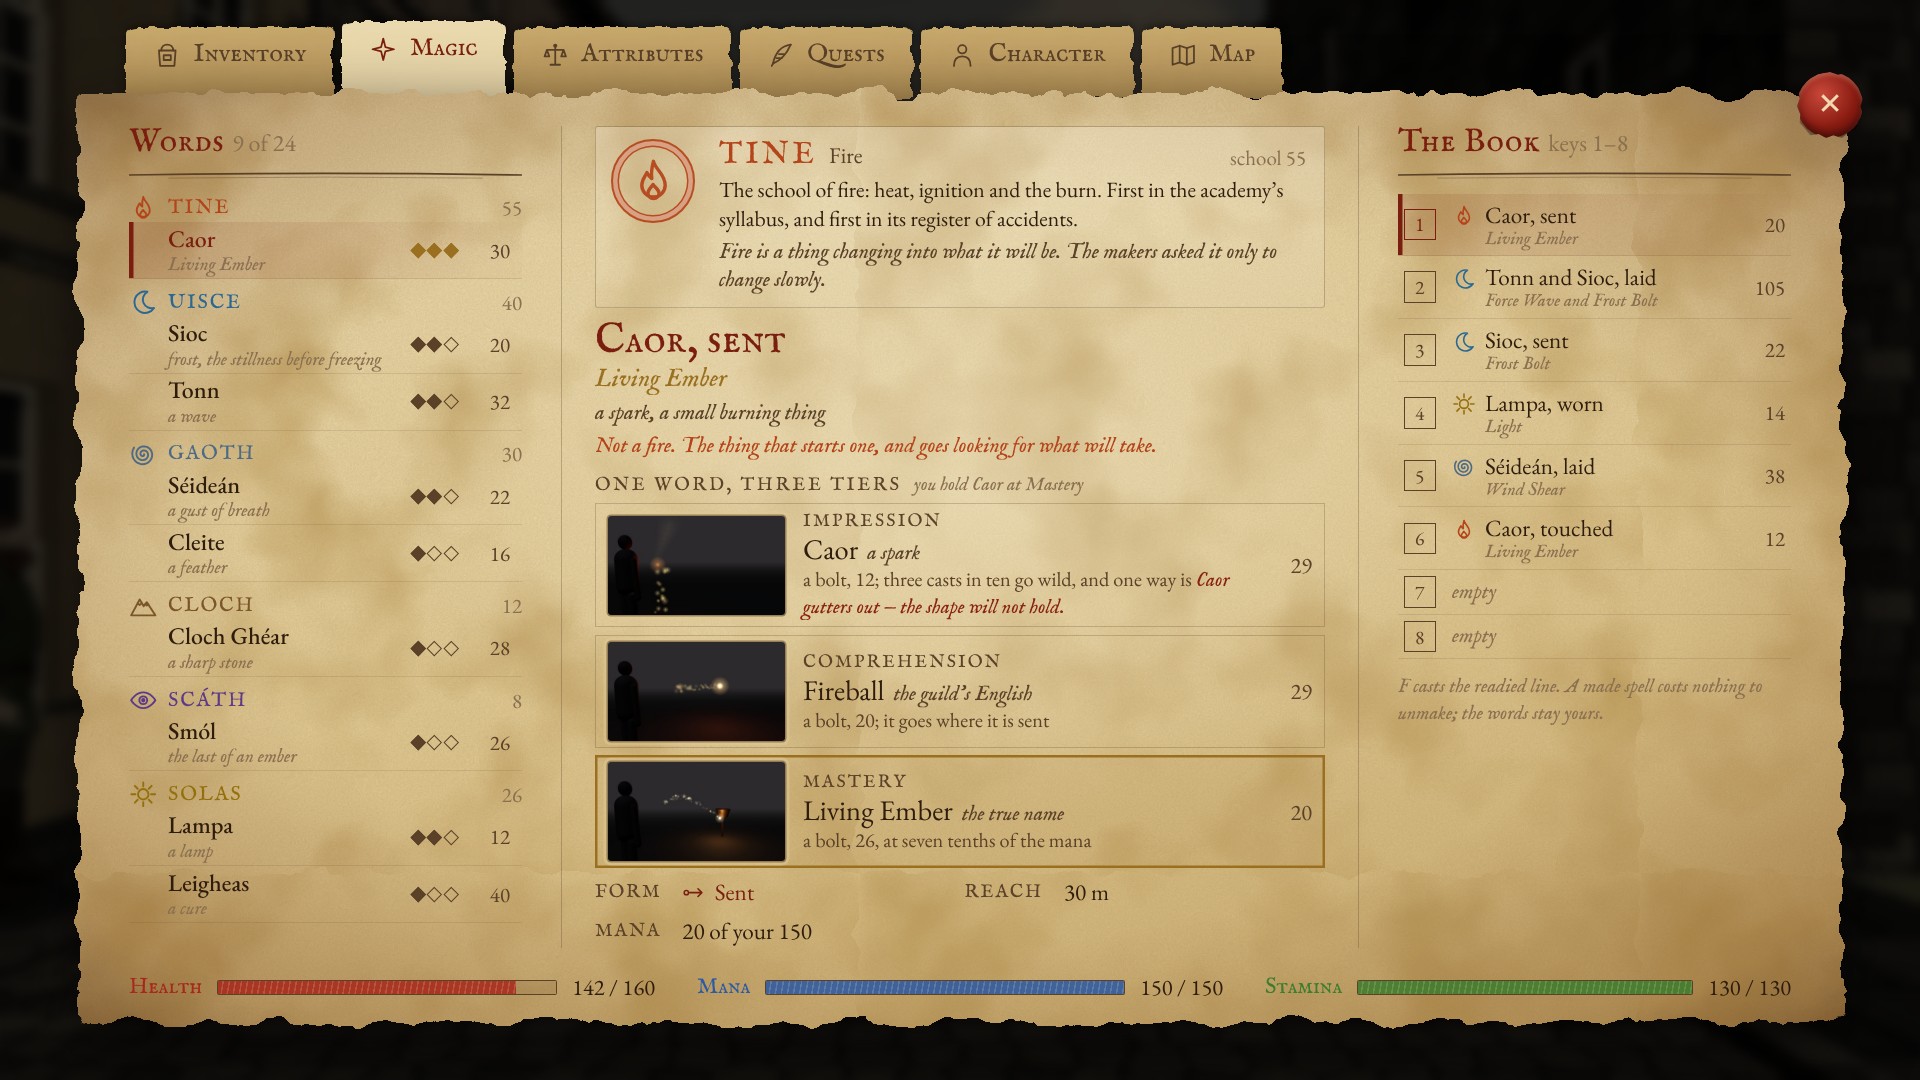 Inventory
Magic
Attributes
Quests
Character
Map
Words 9 of 24
TINE 55
Caor
Living Ember
30
UISCE 40
Sioc
frost, the stillness before freezing
20
Tonn
a wave
32
GAOTH 30
Séideán
a gust of breath
22
Cleite
a feather
16
CLOCH 12
Cloch Ghéar
a sharp stone
28
SCÁTH 8
Smól
the last of an ember
26
SOLAS 26
Lampa
a lamp
12
Leigheas
a cure
40
TINE Fire school 55
The school of fire: heat, ignition and the burn. First in the academy's
syllabus, and first in its register of accidents.
Fire is a thing changing into what it will be. The makers asked it only to
change slowly.
Caor, sent
Living Ember
a spark, a small burning thing
Not a fire. The thing that starts one, and goes looking for what will take.
ONE WORD, THREE TIERS you hold Caor at Mastery
IMPRESSION
Caor a spark
a bolt, 12; three casts in ten go wild, and one way is Caor
gutters out – the shape will not hold.
29
COMPREHENSION
Fireball the guild's English
a bolt, 20; it goes where it is sent
29
MASTERY
Living Ember the true name
a bolt, 26, at seven tenths of the mana
20
FORM Sent REACH 30 m
MANA 20 of your 150
The Book keys 1–8
1 Caor, sent 20
Living Ember
2 Tonn and Sioc, laid 105
Force Wave and Frost Bolt
3 Sioc, sent 22
Frost Bolt
4 Lampa, worn 14
Light
5 Séideán, laid 38
Wind Shear
6 Caor, touched 12
Living Ember
7 empty
8 empty
F casts the readied line. A made spell costs nothing to
unmake; the words stay yours.
Health 142 / 160 Mana 150 / 150 Stamina 130 / 130